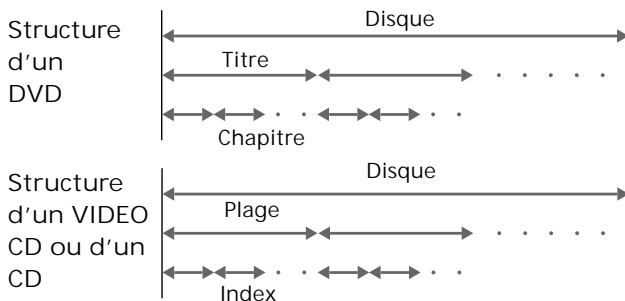 Structure
d'un
DVD
Disque
Titre
Chapitre
Structure
d'un VIDEO
CD ou d'un
CD
Disque
Plage
Index